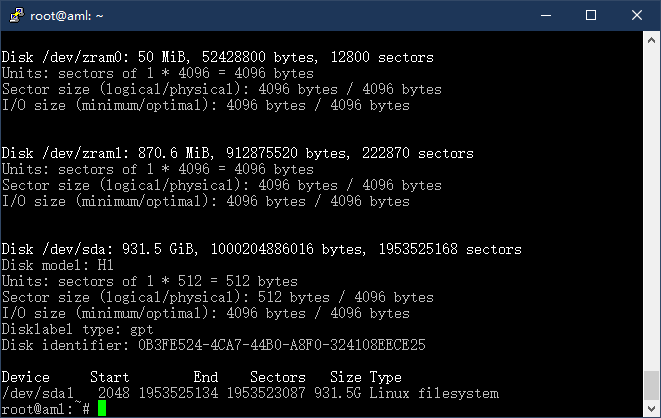 root@aml: ~
Disk /dev/zram0: 50 MiB, 52428800 bytes, 12800 sectors
Units: sectors of 1 * 4096 = 4096 bytes
Sector size (logical/physical): 4096 bytes / 4096 bytes
I/O size (minimum/optimal): 4096 bytes / 4096 bytes
Disk /dev/zram1: 870.6 MiB, 912875520 bytes, 222870 sectors
Units: sectors of 1 * 4096 = 4096 bytes
Sector size (logical/physical): 4096 bytes / 4096 bytes
I/O size (minimum/optimal): 4096 bytes / 4096 bytes
Disk /dev/sda: 931.5 GiB, 1000204886016 bytes, 1953525168 sectors
Disk model: H1
Units: sectors of 1 * 512 = 512 bytes
Sector size (logical/physical): 512 bytes / 4096 bytes
I/O size (minimum/optimal): 4096 bytes / 4096 bytes
Disklabel type: gpt
Disk identifier: 0B3FE524-4CA7-44B0-A8F0-324108EECE25
Device     Start        End    Sectors   Size Type
/dev/sda1   2048 1953525134 1953523087 931.5G Linux filesystem
root@aml:~#